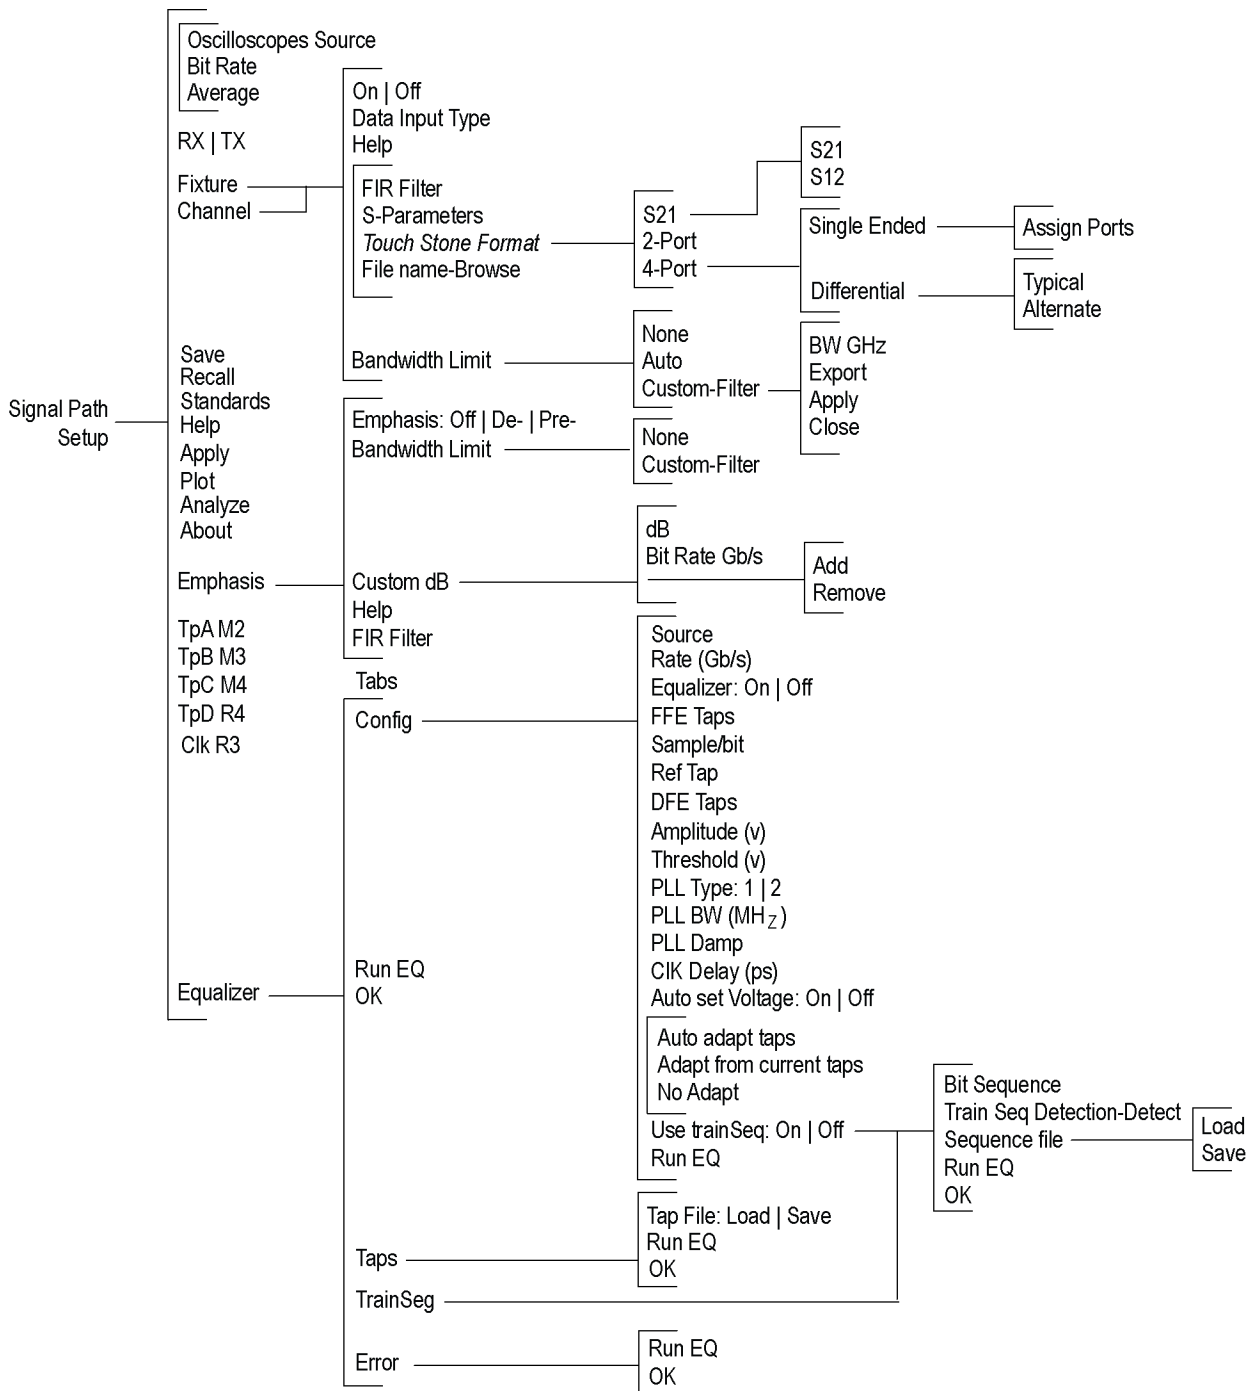 Signal Path
Setup
Oscilloscopes Source
Bit Rate
Average
RX | TX
Fixture
Channel
Save
Recall
Standards
Help
Apply
Plot
Analyze
About
Emphasis
TpA M2
TpB M3
TpC M4
TpD R4
Clk R3
Equalizer
On | Off
Data Input Type
Help
FIR Filter
S-Parameters
Touch Stone Format
File name-Browse
Bandwidth Limit
S21
2-Port
4-Port
S21
S12
Single Ended
Differential
Assign Ports
Typical
Alternate
None
Auto
Custom-Filter
BW GHz
Export
Apply
Close
Emphasis: Off | De- | Pre-
Bandwidth Limit
None
Custom-Filter
Custom dB
Help
FIR Filter
dB
Bit Rate Gb/s
Add
Remove
Tabs
Config
Run EQ
OK
Taps
TrainSeg
Error
Source
Rate (Gb/s)
Equalizer: On | Off
FFE Taps
Sample/bit
Ref Tap
DFE Taps
Amplitude (v)
Threshold (v)
PLL Type: 1 | 2
PLL BW (MHZ)
PLL Damp
ClK Delay (ps)
Auto set Voltage: On | Off
Auto adapt taps
Adapt from current taps
No Adapt
Use trainSeq: On | Off
Run EQ
Bit Sequence
Train Seq Detection-Detect
Sequence file
Run EQ
OK
Load
Save
Tap File: Load | Save
Run EQ
OK
Run EQ
OK